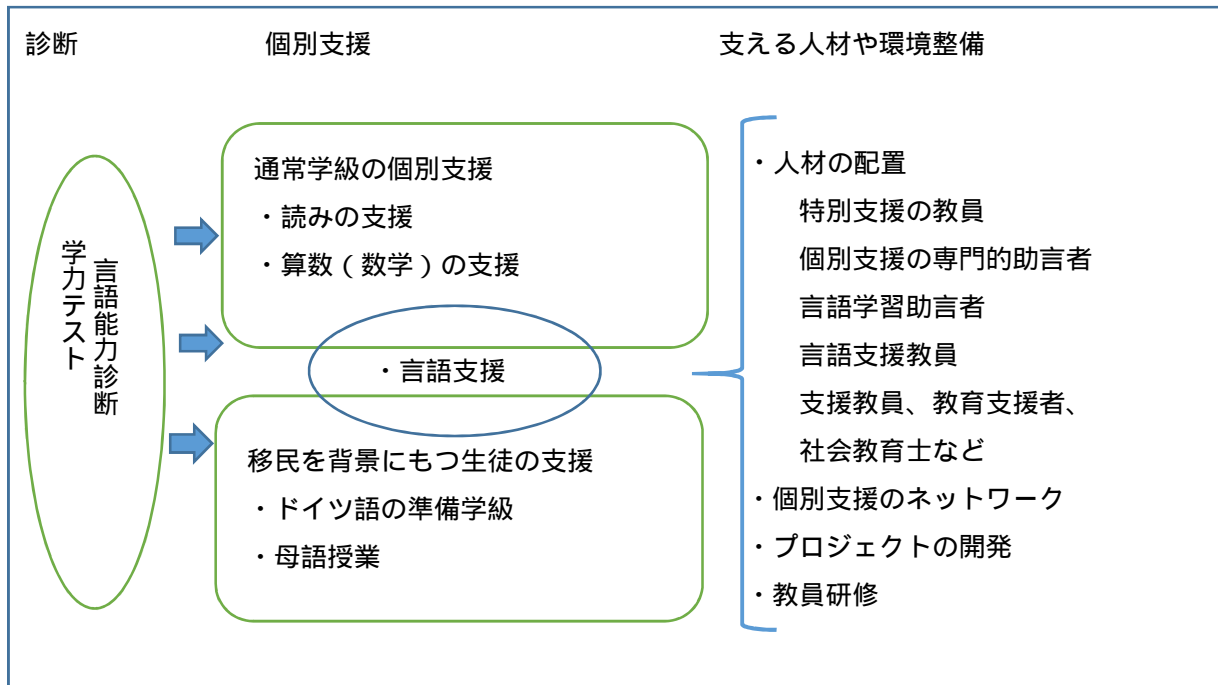 診断
個別支援
支える人材や環境整備
言語能力診断
学力テスト
通常学級の個別支援
・読みの支援
・算数(数学)の支援
・言語支援
移民を背景にもつ生徒の支援
・ドイツ語の準備学級
・母語授業
・人材の配置
特別支援の教員
個別支援の専門的助言者
言語学習助言者
言語支援教員
支援教員、教育支援者、
社会教育士など
・個別支援のネットワーク
・プロジェクトの開発
・教員研修